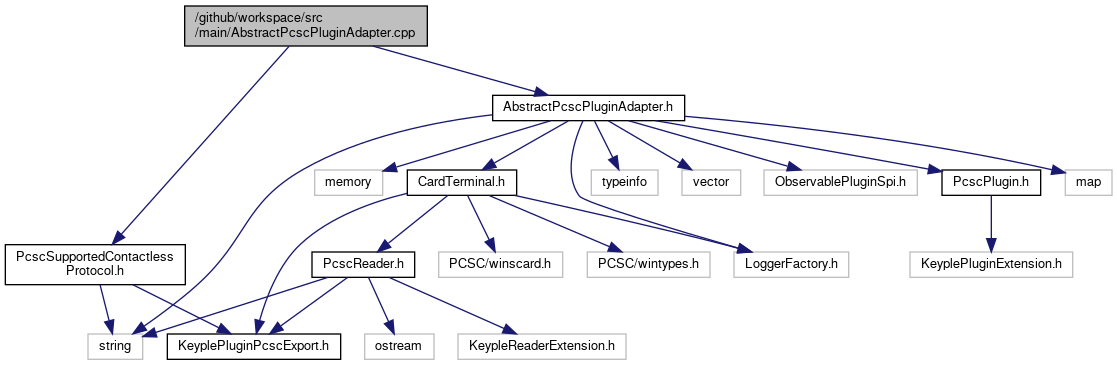 /github/workspace/src
/main/AbstractPcscPluginAdapter.cpp
AbstractPcscPluginAdapter.h
memory
CardTerminal.h
typeinfo
vector
ObservablePluginSpi.h
PcscPlugin.h
map
PcscSupportedContactless
Protocol.h
PcscReader.h
PCSC/winscard.h
PCSC/wintypes.h
LoggerFactory.h
KeyplePluginExtension.h
string
KeyplePluginPcscExport.h
ostream
KeypleReaderExtension.h